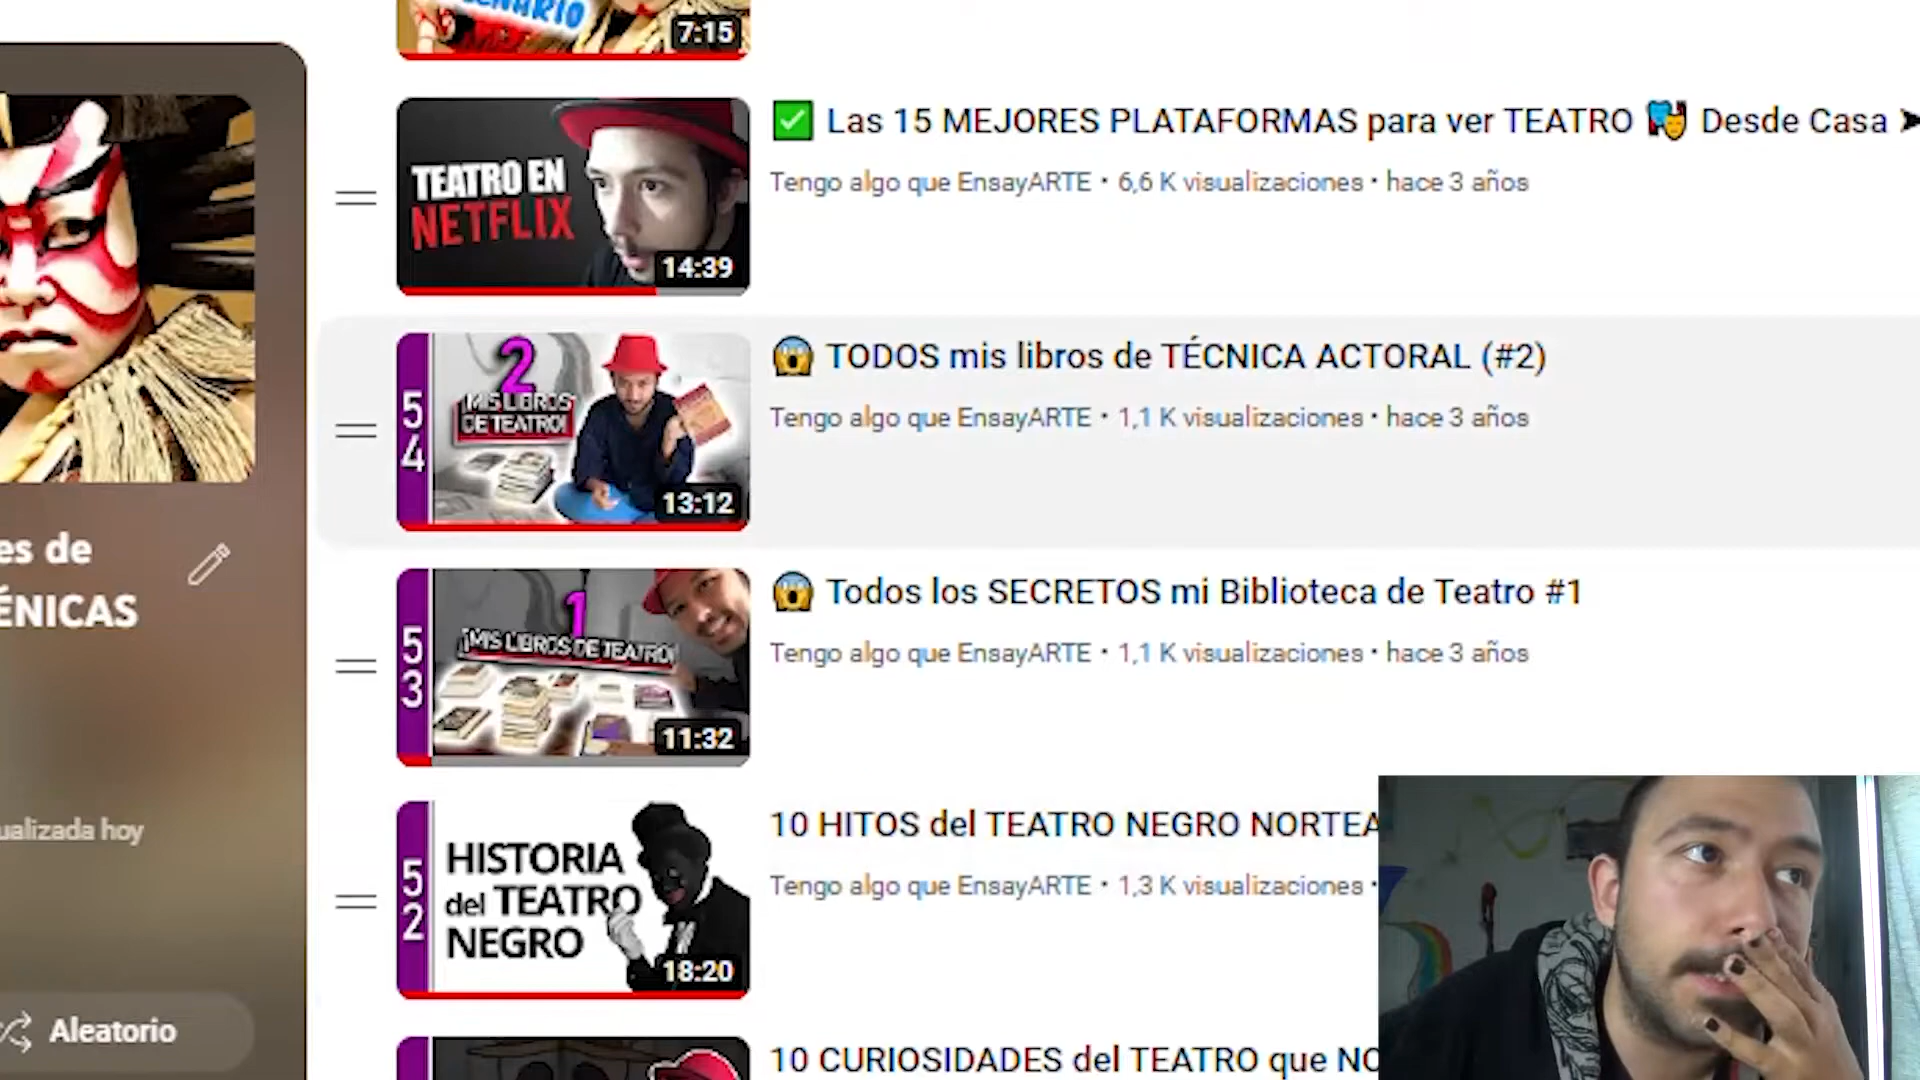 ENARIO
7:15
TEATRO EN
NETFLIX
14:39
✅ Las 15 MEJORES PLATAFORMAS para ver TEATRO 🎭 Desde Casa ➤
Tengo algo que EnsayARTE • 6,6 K visualizaciones • hace 3 años
54
2
¡MIS LIBROS
DE TEATRO!
13:12
😱 TODOS mis libros de TÉCNICA ACTORAL (#2)
Tengo algo que EnsayARTE • 1,1 K visualizaciones • hace 3 años
53
1
¡MIS LIBROS DE TEATRO!
11:32
😱 Todos los SECRETOS mi Biblioteca de Teatro #1
Tengo algo que EnsayARTE • 1,1 K visualizaciones • hace 3 años
52
HISTORIA
del TEATRO
NEGRO
18:20
10 HITOS del TEATRO NEGRO NORTEA
Tengo algo que EnsayARTE • 1,3 K visualizaciones •
10 CURIOSIDADES del TEATRO que NO
es de
ÉNICAS
ualizada hoy
Aleatorio